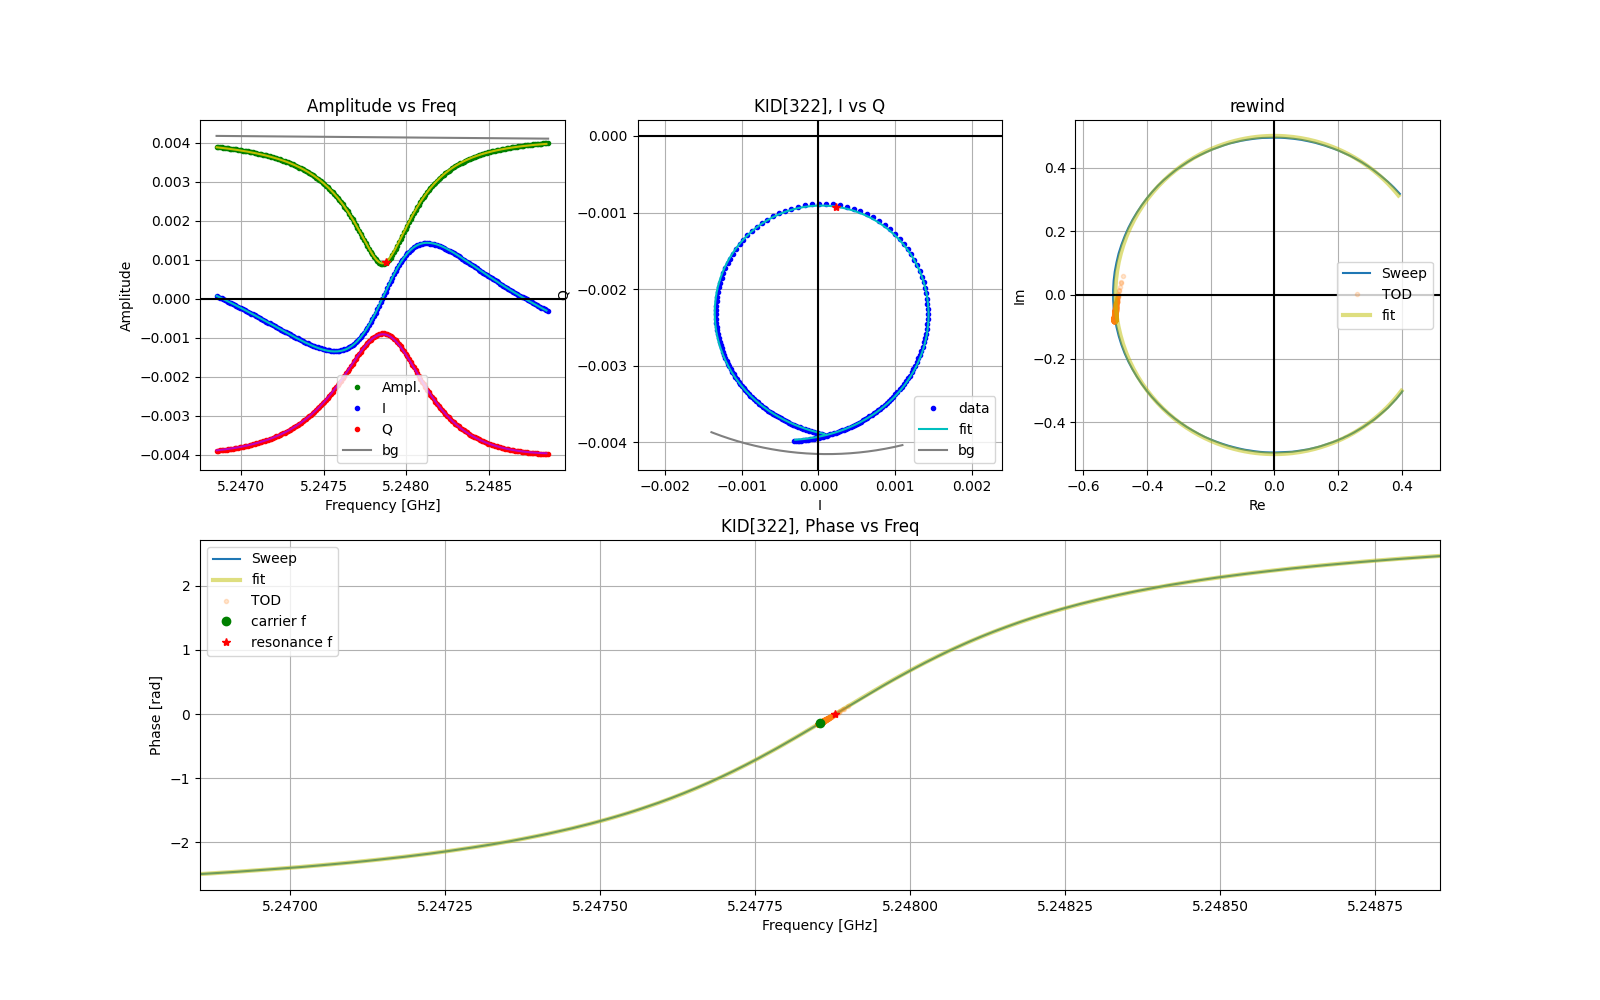 Amplitude vs Freq
Amplitude
0.004
0.003
0.002
0.001
0.000
−0.001
−0.002
−0.003
−0.004
Ampl.
I
Q
bg
5.2470
5.2475
5.2480
5.2485
Frequency [GHz]
KID[322], I vs Q
Q
0.000
−0.001
−0.002
−0.003
−0.004
data
fit
bg
−0.002
−0.001
0.000
0.001
0.002
I
rewind
Im
0.4
0.2
0.0
−0.2
−0.4
Sweep
TOD
fit
−0.6
−0.4
−0.2
0.0
0.2
0.4
Re
KID[322], Phase vs Freq
Phase [rad]
2
1
0
−1
−2
Sweep
fit
TOD
carrier f
resonance f
5.24700
5.24725
5.24750
5.24775
5.24800
5.24825
5.24850
5.24875
Frequency [GHz]